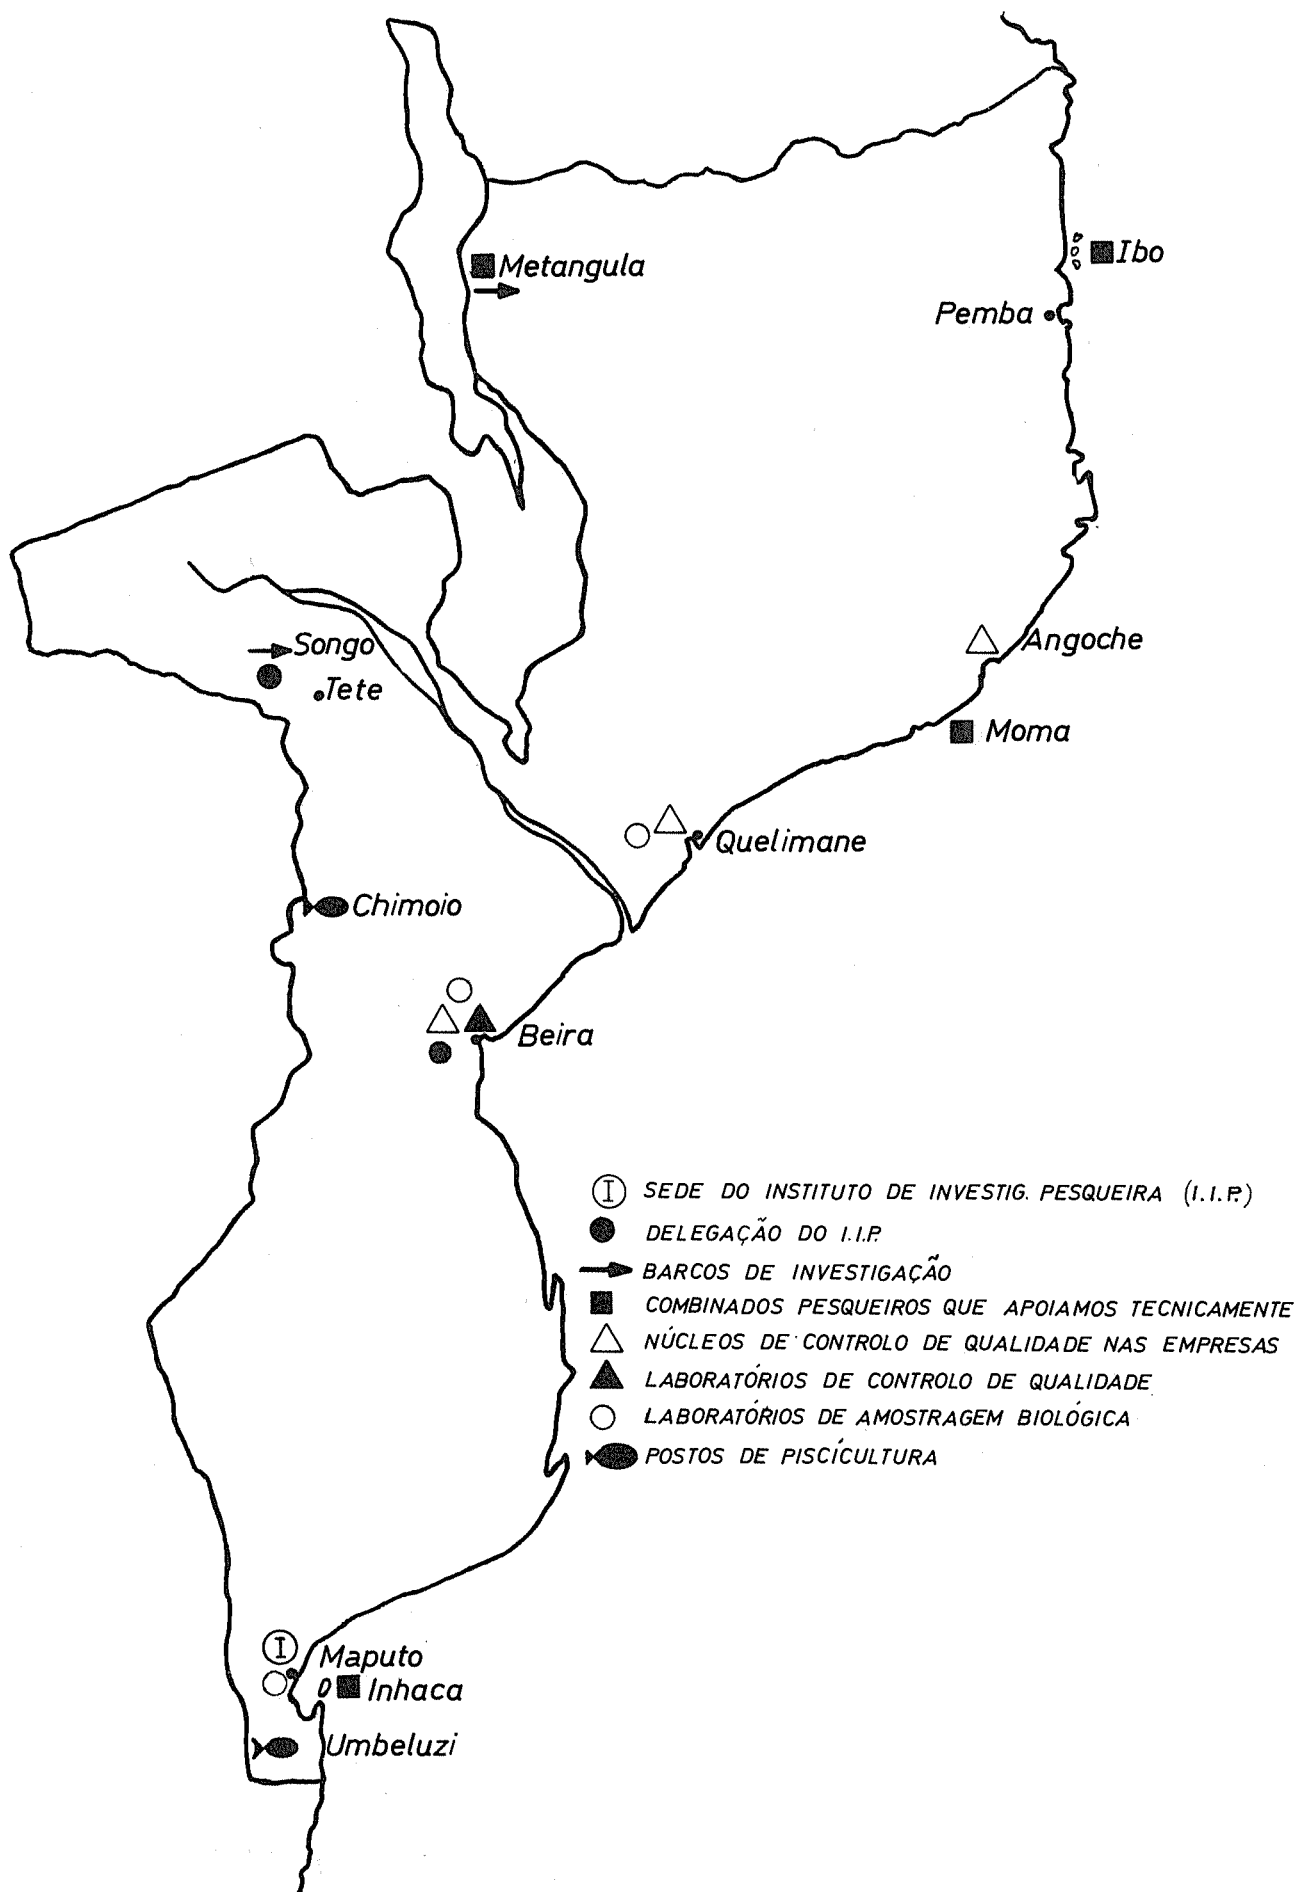 Metangula
Ibo
Pemba
Songo
Tete
Angoche
Moma
Quelimane
Chimoio
Beira
I SEDE DO INSTITUTO DE INVESTIG. PESQUEIRA (I.I.P.)
DELEGAÇÃO DO I.I.P.
BARCOS DE INVESTIGAÇÃO
COMBINADOS PESQUEIROS QUE APOIAMOS TECNICAMENTE
NÚCLEOS DE CONTROLO DE QUALIDADE NAS EMPRESAS
LABORATÓRIOS DE CONTROLO DE QUALIDADE
LABORATÓRIOS DE AMOSTRAGEM BIOLÓGICA
POSTOS DE PISCÍCULTURA
I
Maputo
Inhaca
Umbeluzi